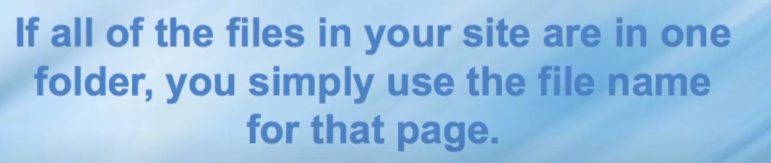 If all of the files in your site are in one
folder, you simply use the file name
for that page.